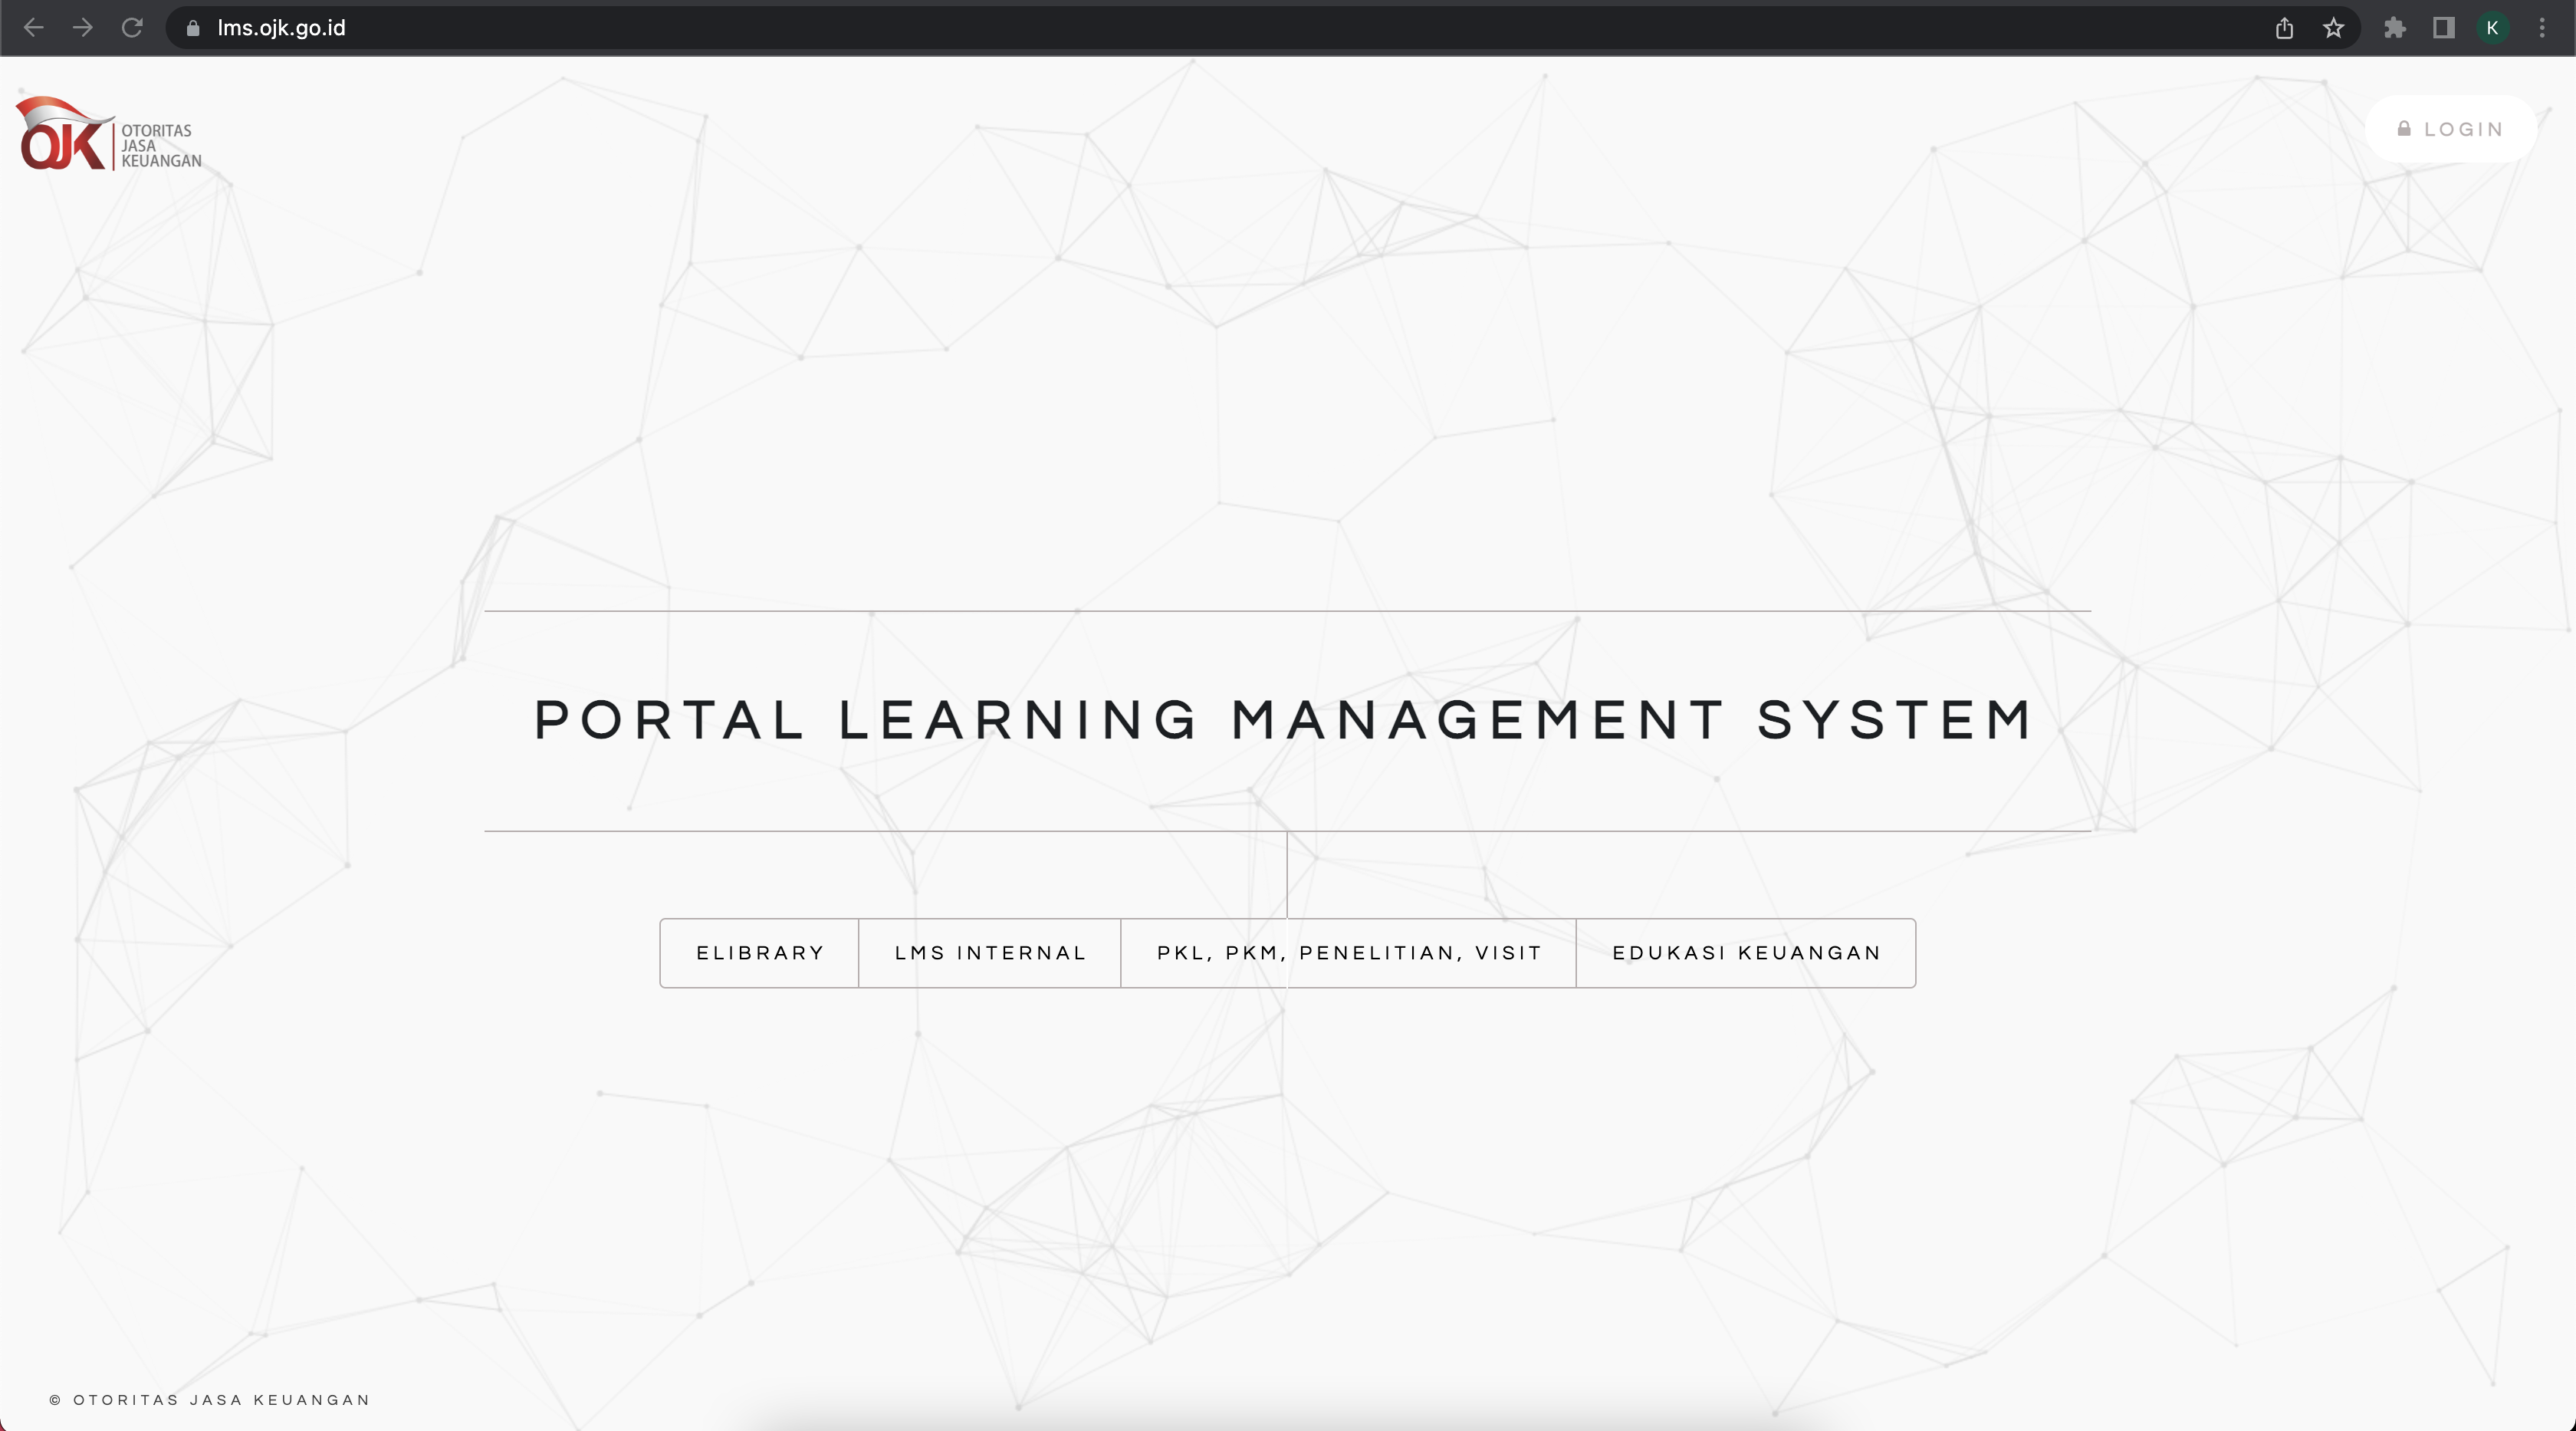 lms.ojk.go.id
K
OJK
OTORITAS
JASA
KEUANGAN
LOGIN
PORTAL LEARNING MANAGEMENT SYSTEM
ELIBRARY
LMS INTERNAL
PKL, PKM, PENELITIAN, VISIT
EDUKASI KEUANGAN
© OTORITAS JASA KEUANGAN